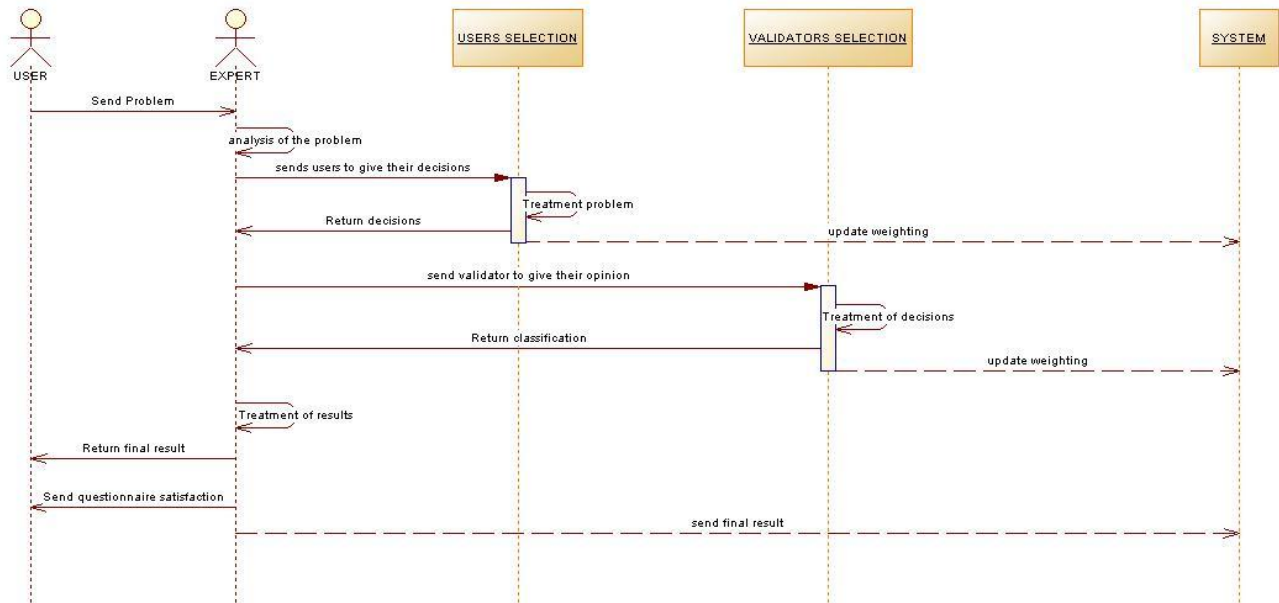 USERS SELECTION
VALIDATORS SELECTION
SYSTEM
USER
EXPERT
Send Problem
analysis of the problem
sends users to give their decisions
Treatment problem
Return decisions
update weighting
send validator to give their opinion
Treatment of decisions
Return classification
update weighting
Treatment of results
Return final result
Send questionnaire satisfaction
send final result